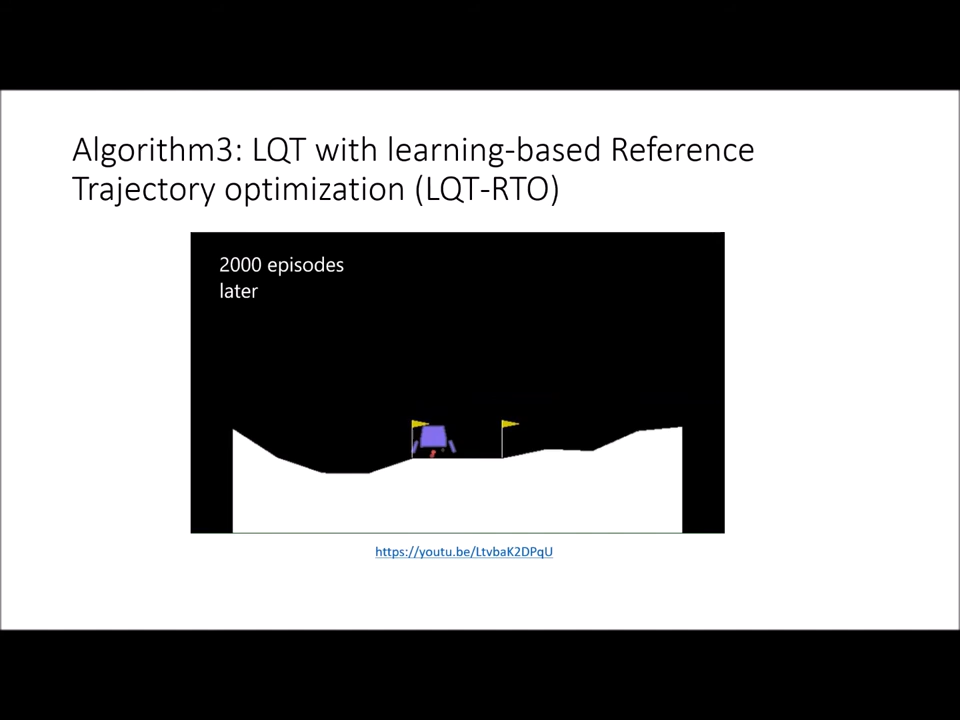 Algorithm3: LQT with learning-based Reference
Trajectory optimization (LQT-RTO)
2000 episodes
later
https://youtu.be/LtvbaK2DPqU